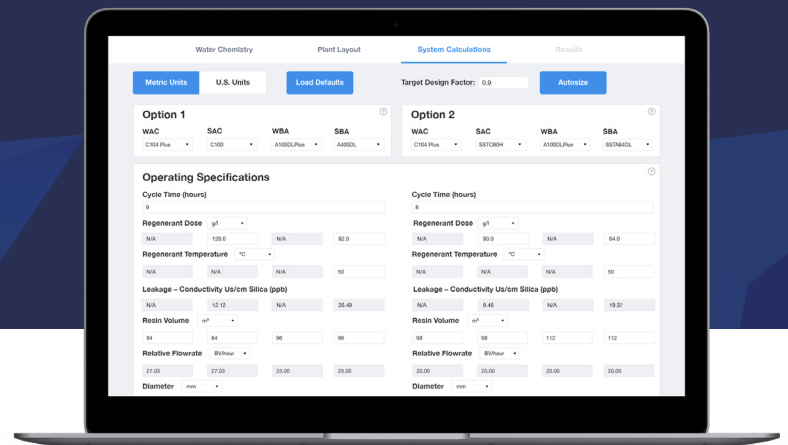 Water Chemistry Plant Layout System Calculations Results
Metric Units U.S. Units Load Defaults Target Design Factor: 0.9 Autosize
Option 1 ? Option 2 ?
WAC SAC WBA SBA WAC SAC WBA SBA
C104 Plus C100 A100DLPlus A400DL C104 Plus SSTC80H A100DLPlus SSTA64DL
Operating Specifications ?
Cycle Time (hours) Cycle Time (hours)
9 8
Regenerant Dose g/l Regenerant Dose g/l
N/A 128.0 N/A 82.0 N/A 80.0 N/A 64.0
Regenerant Temperature °C Regenerant Temperature °C
N/A N/A N/A 50 N/A N/A N/A 50
Leakage – Conductivity Us/cm Silica (ppb) Leakage – Conductivity Us/cm Silica (ppb)
N/A 12.12 N/A 26.49 N/A 9.46 N/A 19.37
Resin Volume m³ Resin Volume m³
84 84 96 96 98 98 112 112
Relative Flowrate BV/hour Relative Flowrate BV/hour
27.03 27.03 25.00 25.00 20.00 20.00 20.00 20.00
Diameter mm Diameter mm